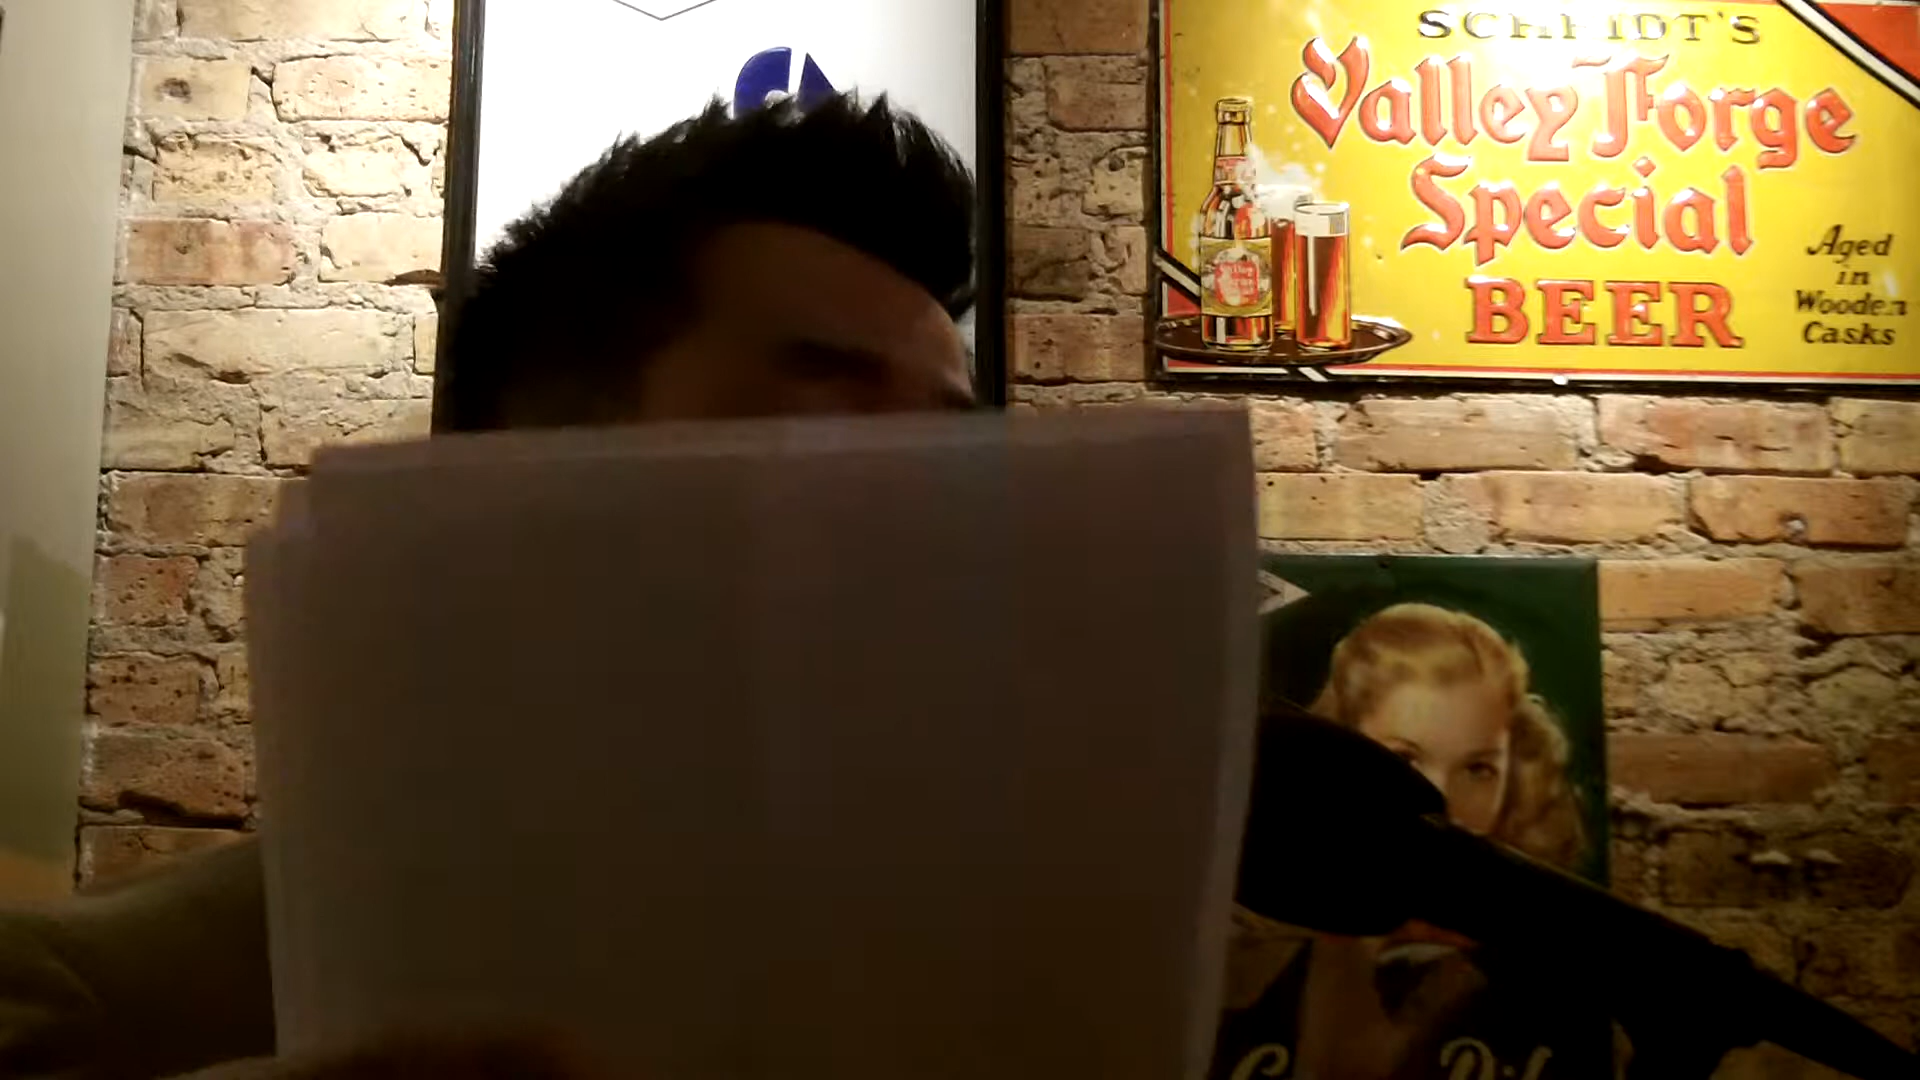 SCHMIDT'S
Valley Forge
Special
BEER
Aged
in
Wooden
Casks